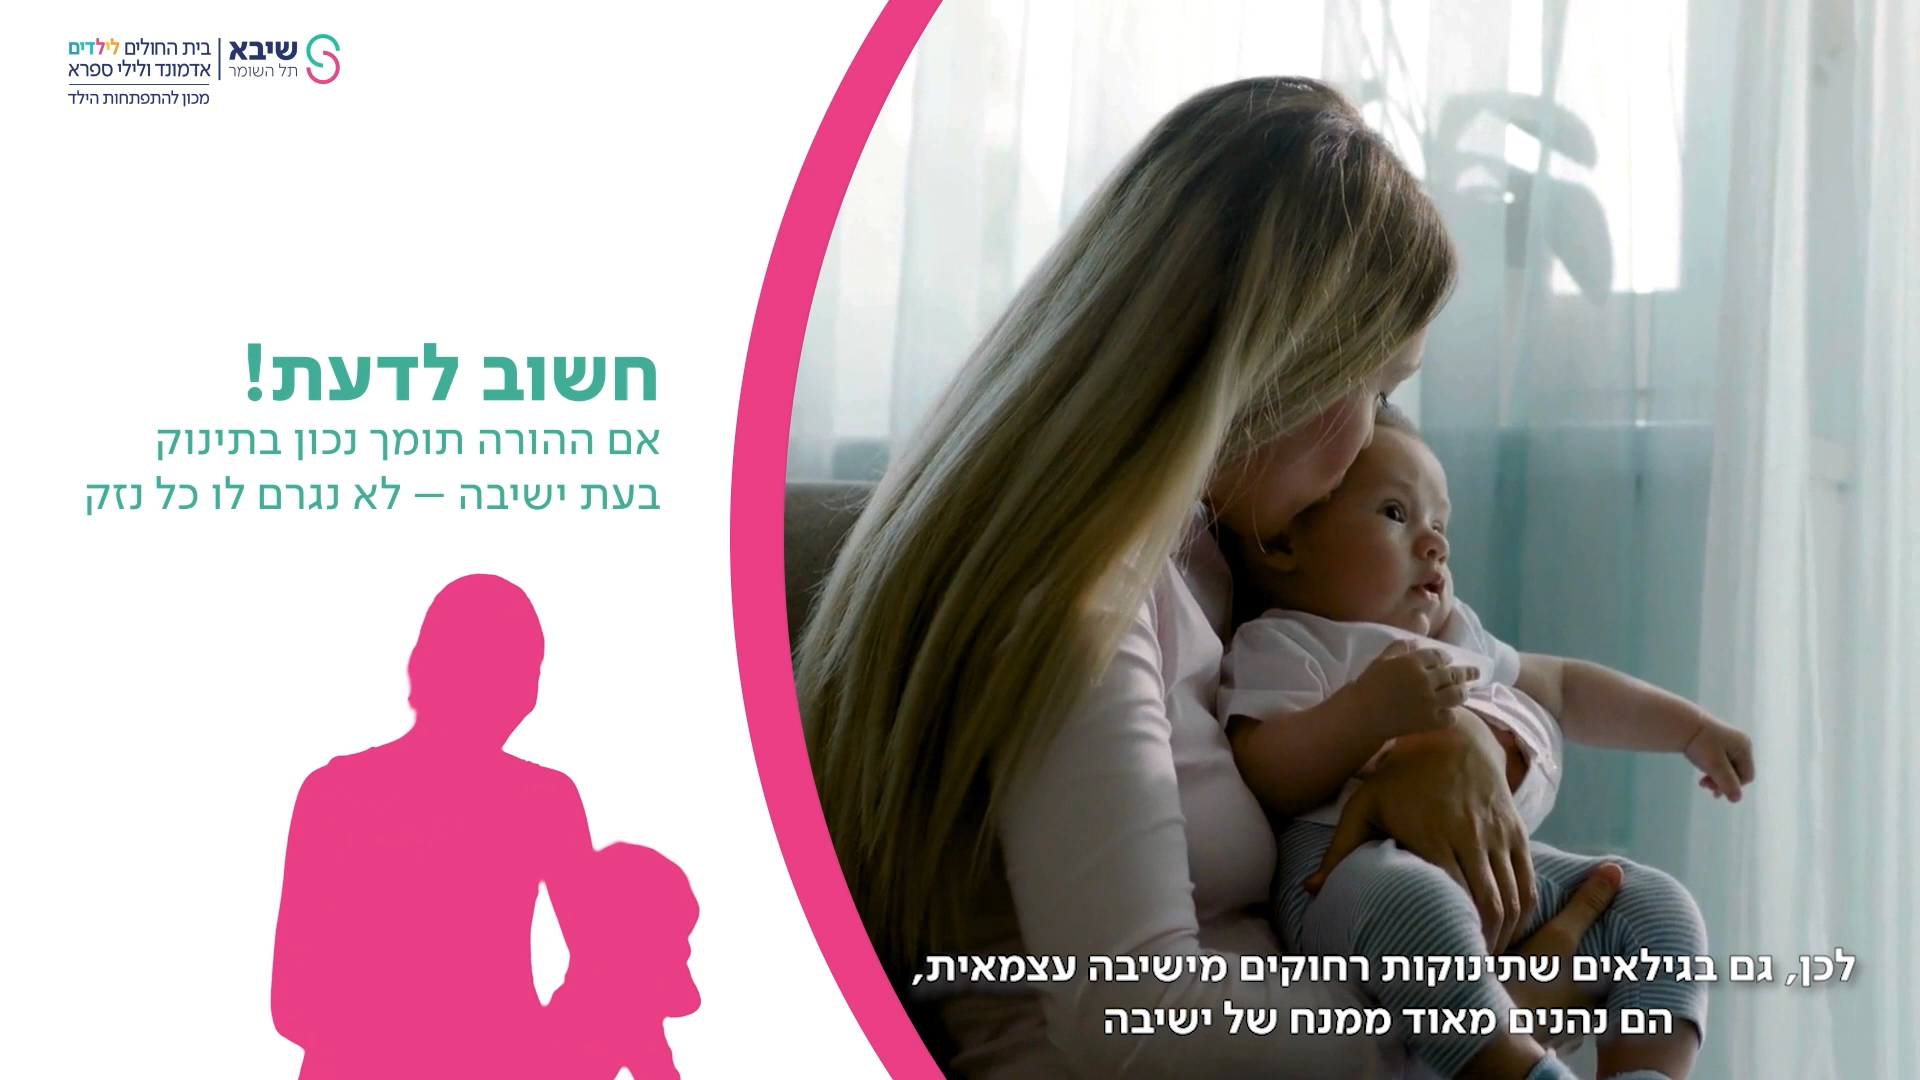 שיבא
תל השומר
בית החולים לילדים
אדמונד ולילי ספרא
מכון להתפתחות הילד
חשוב לדעת!
אם ההורה תומך נכון בתינוק
בעת ישיבה – לא נגרם לו כל נזק
לכן, גם בגילאים שתינוקות רחוקים מישיבה עצמאית,
הם נהנים מאוד ממנח של ישיבה